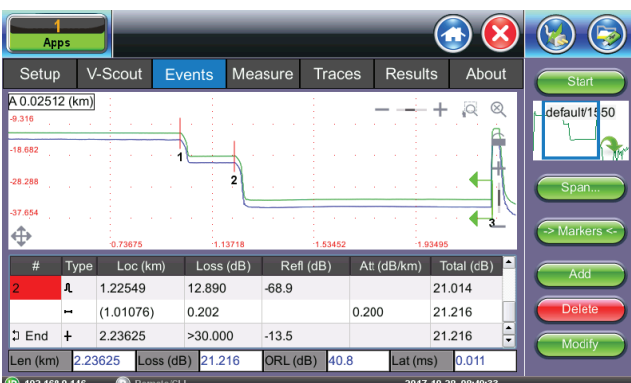 1
Apps
Setup V-Scout Events Measure Traces Results About
Start
A 0.02512 (km)
-9.316
default/1550
1
-18.682
2
-28.288
Span...
-37.654
3
-> Markers <-
0.73675 1.13718 1.53452 1.93495
# Type Loc (km) Loss (dB) Refl (dB) Att (dB/km) Total (dB)
Add
2 1.22549 12.890 -68.9 21.014
(1.01076) 0.202 0.200 21.216
Delete
End 2.23625 >30.000 -13.5 21.216
Modify
Len (km) 2.23625 Loss (dB) 21.216 ORL (dB) 40.8 Lat (ms) 0.011